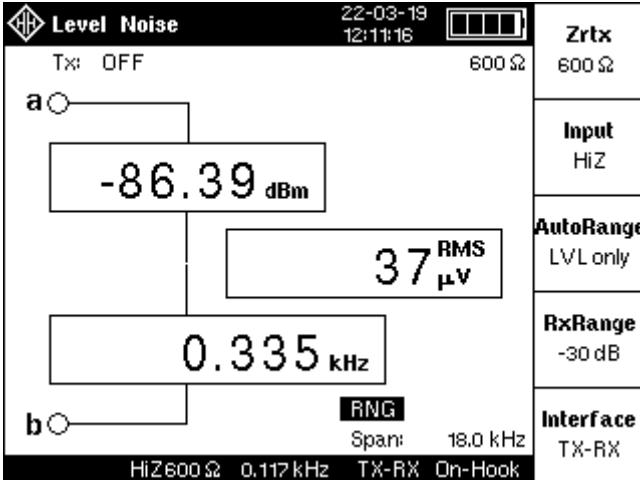 Level Noise
22-03-19
12:11:16
Tx: OFF
600 Ω
a
-86.39 dBm
37 RMS
μV
0.335 kHz
b
RNG
Span: 18.0 kHz
HiZ600 Ω 0.117 kHz TX-RX On-Hook
Zrtx
600 Ω
Input
HiZ
AutoRange
LVL only
RxRange
-30 dB
Interface
TX-RX